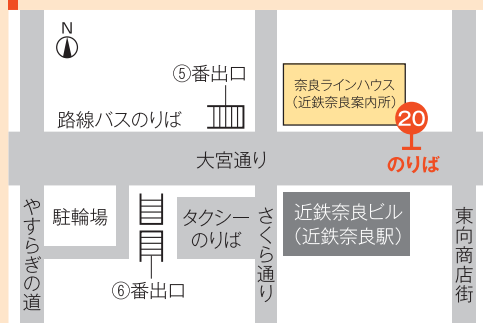 N
⑤番出口
路線バスのりば
奈良ラインハウス
（近鉄奈良案内所）
20
のりば
大宮通り
やすらぎの道
駐輪場
⑥番出口
タクシー
のりば
さくら通り
近鉄奈良ビル
（近鉄奈良駅）
東向商店街